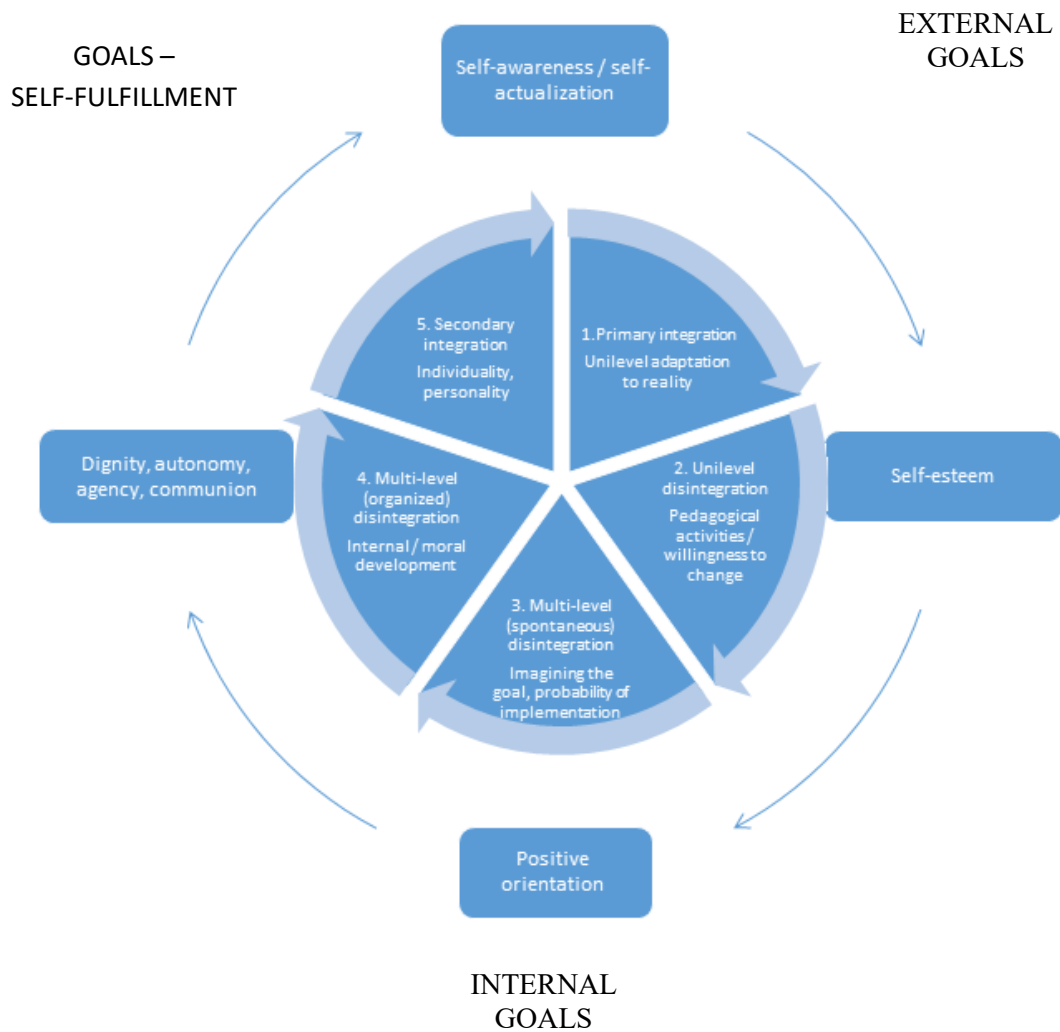 GOALS –
SELF-FULFILLMENT
EXTERNAL
GOALS
Self-awareness / self-
actualization
5. Secondary
integration
Individuality,
personality
1.Primary integration
Unilevel adaptation
to reality
Dignity, autonomy,
agency, communion
4. Multi-level
(organized)
disintegration
Internal / moral
development
2. Unilevel
disintegration
Pedagogical
activities /
willingness to
change
Self-esteem
3. Multi-level
(spontaneous)
disintegration
Imagining the
goal, probability of
implementation
Positive
orientation
INTERNAL
GOALS